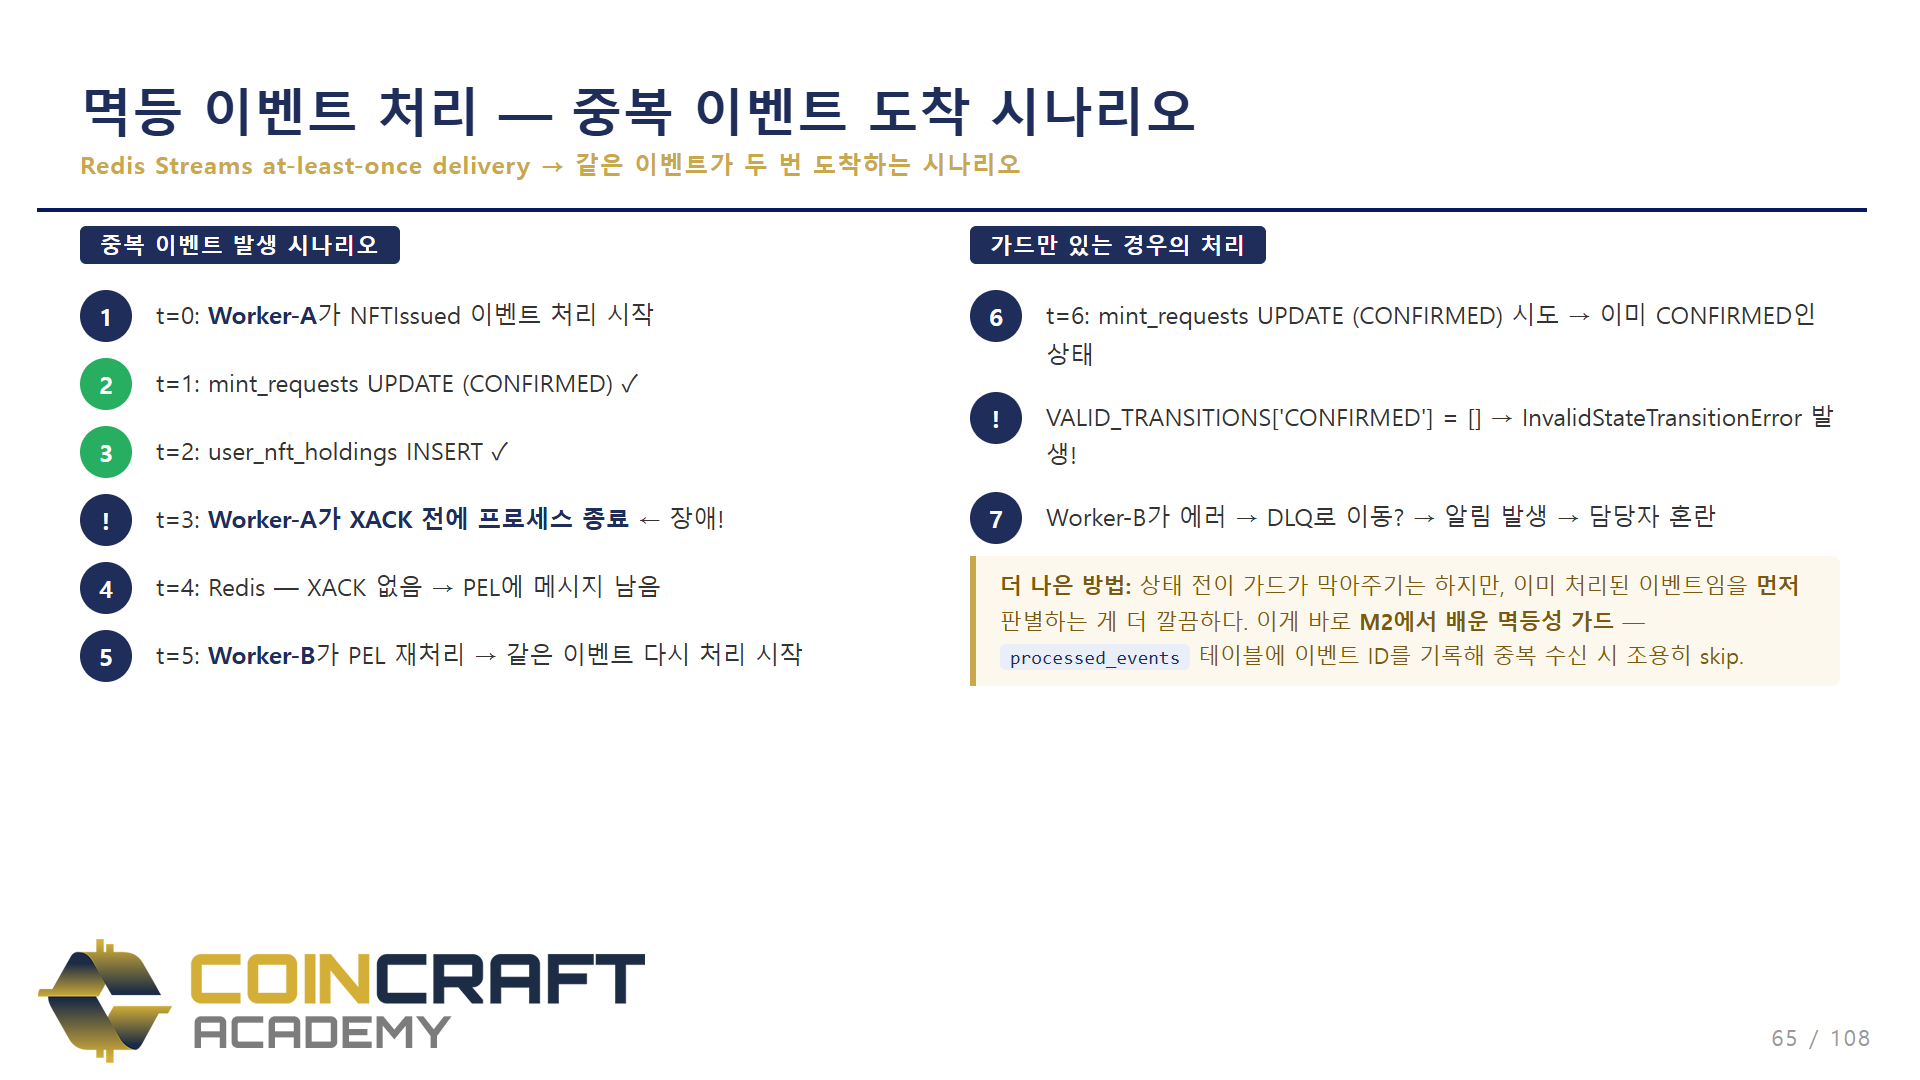 멱등 이벤트 처리 — 중복 이벤트 도착 시나리오
Redis Streams at-least-once delivery → 같은 이벤트가 두 번 도착하는 시나리오
중복 이벤트 발생 시나리오
1 t=0: Worker-A가 NFTIssued 이벤트 처리 시작
2 t=1: mint_requests UPDATE (CONFIRMED) ✓
3 t=2: user_nft_holdings INSERT ✓
! t=3: Worker-A가 XACK 전에 프로세스 종료 ← 장애!
4 t=4: Redis — XACK 없음 → PEL에 메시지 남음
5 t=5: Worker-B가 PEL 재처리 → 같은 이벤트 다시 처리 시작
가드만 있는 경우의 처리
6 t=6: mint_requests UPDATE (CONFIRMED) 시도 → 이미 CONFIRMED인
상태
! VALID_TRANSITIONS['CONFIRMED'] = [] → InvalidStateTransitionError 발
생!
7 Worker-B가 에러 → DLQ로 이동? → 알림 발생 → 담당자 혼란
더 나은 방법: 상태 전이 가드가 막아주기는 하지만, 이미 처리된 이벤트임을 먼저
판별하는 게 더 깔끔하다. 이게 바로 M2에서 배운 멱등성 가드 —
processed_events 테이블에 이벤트 ID를 기록해 중복 수신 시 조용히 skip.
COINCRAFT
ACADEMY
65 / 108